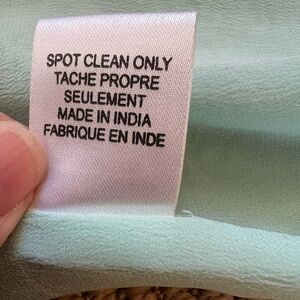 SPOT CLEAN ONLY
TACHE PROPRE
SEULEMENT
MADE IN INDIA
FABRIQUE EN INDE